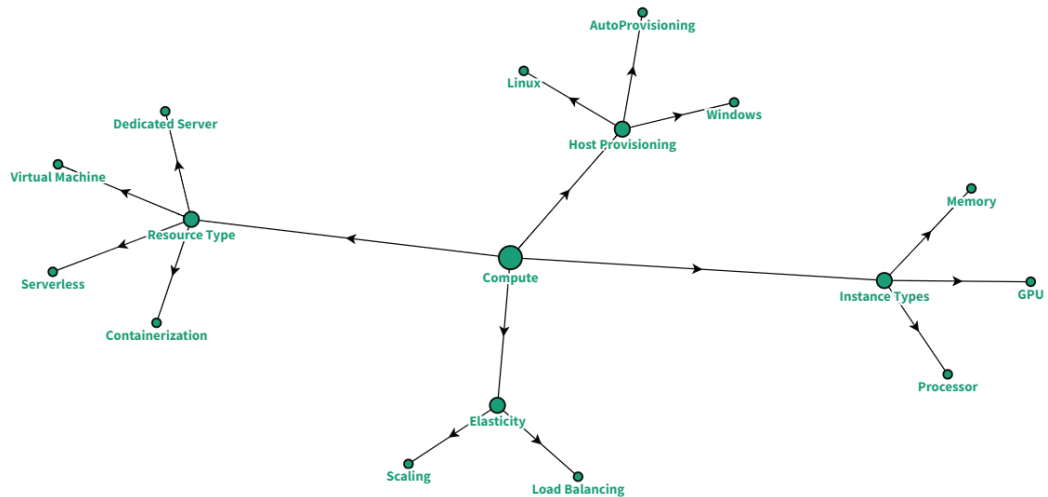 AutoProvisioning
Linux
Windows
Dedicated Server
Host Provisioning
Virtual Machine
Memory
Resource Type
Compute
Serverless
Instance Types
GPU
Containerization
Processor
Elasticity
Scaling
Load Balancing